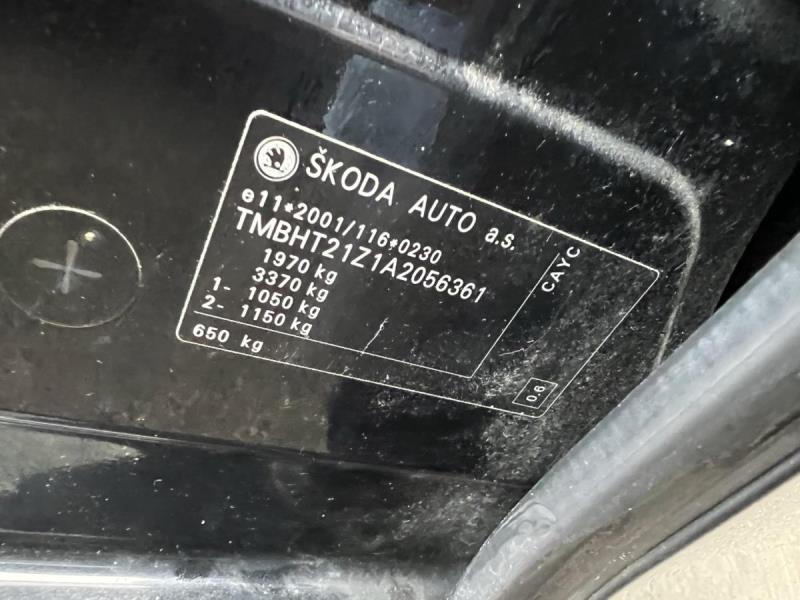 ŠKODA AUTO a.s.
e11*2001/116*0230
TMBHT21Z1A2056361
1970 kg
3370 kg
1- 1050 kg
2- 1150 kg
650 kg
CAYC
0.6